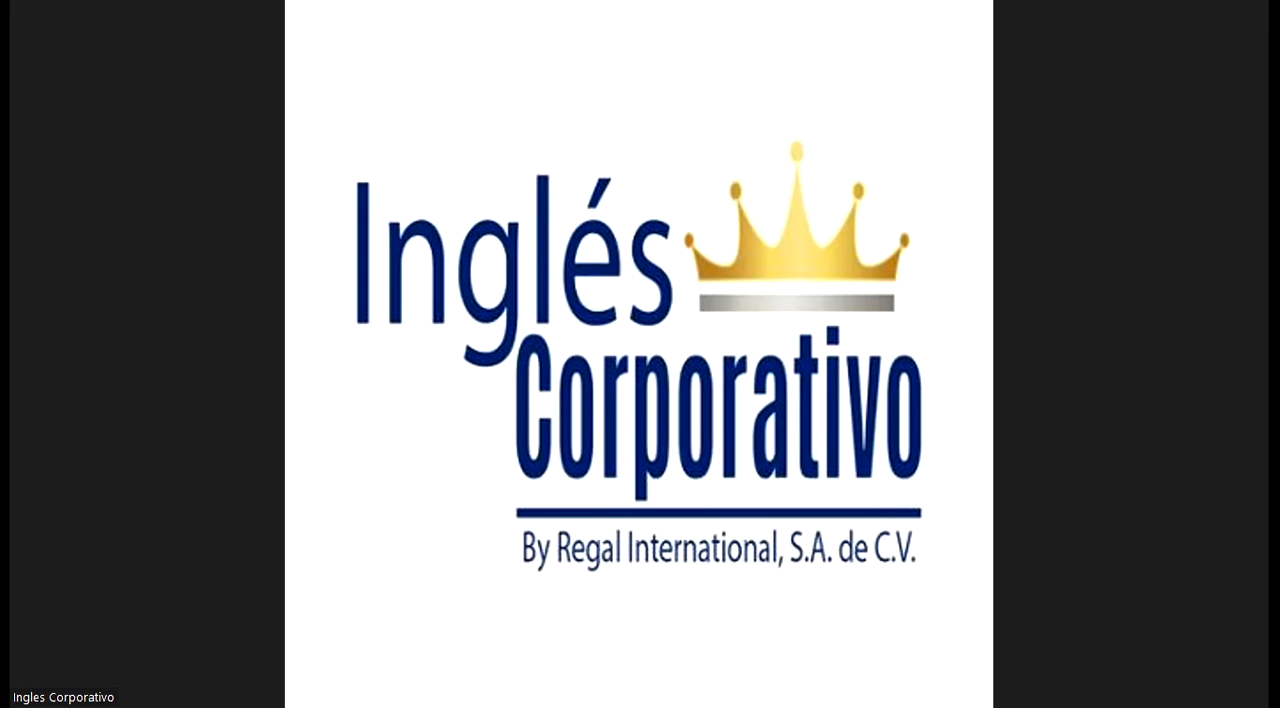 Inglés
Corporativo
By Regal International, S.A. de C.V.
Ingles Corporativo